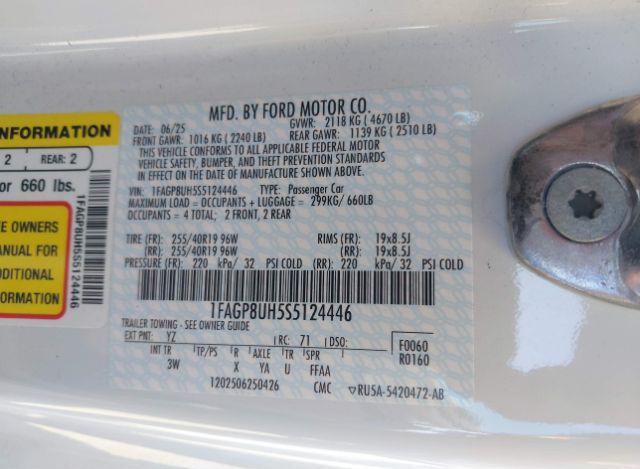 INFORMATION
2 REAR: 2
or 660 lbs.
EE OWNERS
ANUAL FOR
DDITIONAL
FORMATION
1FAGP8UH5S5124446
MFD. BY FORD MOTOR CO.
DATE: 06/25 GVWR: 2118 KG ( 4670 LB)
FRONT GAWR: 1016 KG ( 2240 LB) REAR GAWR: 1139 KG ( 2510 LB)
THIS VEHICLE CONFORMS TO ALL APPLICABLE FEDERAL MOTOR
VEHICLE SAFETY, BUMPER, AND THEFT PREVENTION STANDARDS
IN EFFECT ON THE DATE OF MANUFACTURE SHOWN ABOVE.
VIN: 1FAGP8UH5S5124446 TYPE: Passenger Car
MAXIMUM LOAD = OCCUPANTS + LUGGAGE = 299KG/ 660LB
OCCUPANTS = 4 TOTAL; 2 FRONT, 2 REAR
TIRE (FR): 255/40R19 96W RIMS (FR): 19x8.5J
(RR): 255/40R19 96W (RR): 19x8.5J
PRESSURE (FR): 220 kPa/ 32 PSI COLD (RR): 220 kPa/ 32 PSI COLD
1FAGP8UH5S5124446
TRAILER TOWING - SEE OWNER GUIDE
EXT PNT: YZ RC: 71 DSO: F0060
R0160
INT TR TP/PS R AXLE TR SPR
3W X YA U FFAA
1202506250426 CMC RUSA-5420472-AB